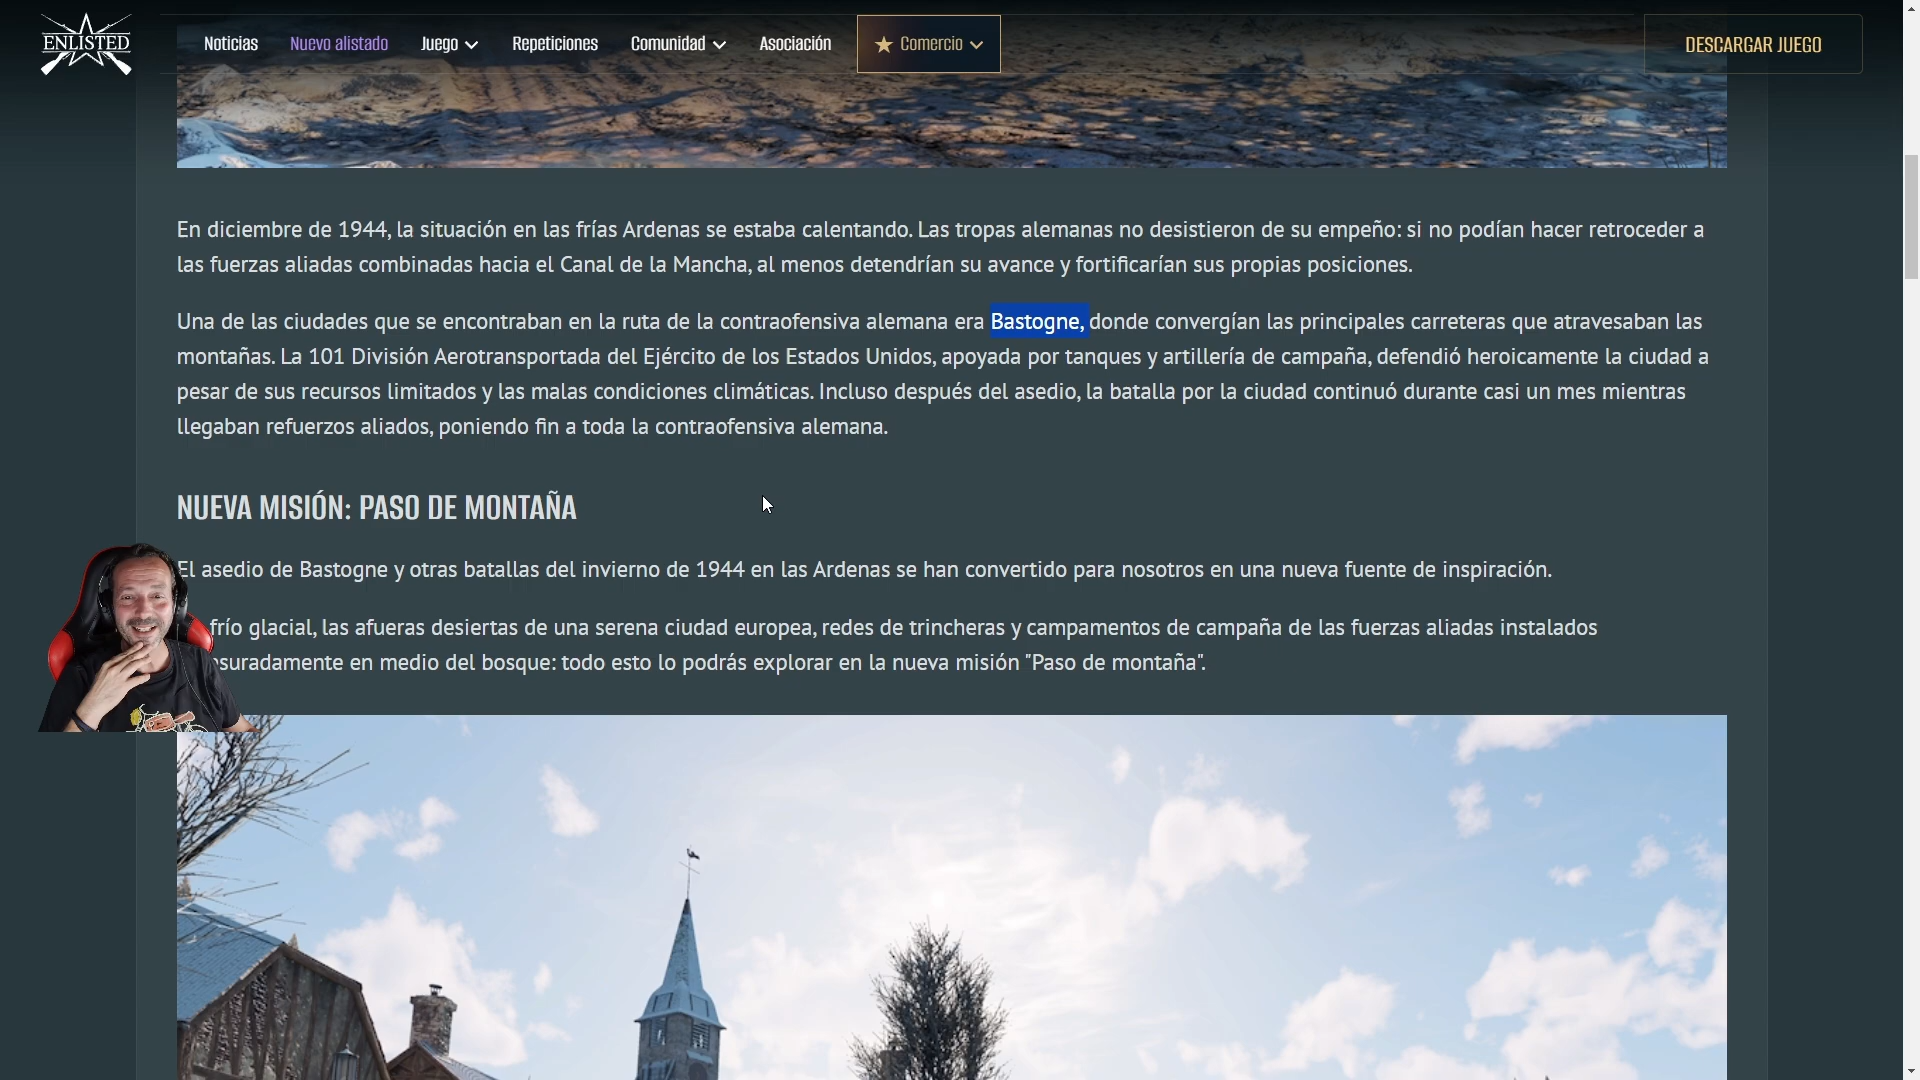 ENLISTED
Noticias
Nuevo alistado
Juego
Repeticiones
Comunidad
Asociación
Comercio
DESCARGAR JUEGO
En diciembre de 1944, la situación en las frías Ardenas se estaba calentando. Las tropas alemanas no desistieron de su empeño: si no podían hacer retroceder a
las fuerzas aliadas combinadas hacia el Canal de la Mancha, al menos detendrían su avance y fortificarían sus propias posiciones.
Una de las ciudades que se encontraban en la ruta de la contraofensiva alemana era Bastogne, donde convergían las principales carreteras que atravesaban las
montañas. La 101 División Aerotransportada del Ejército de los Estados Unidos, apoyada por tanques y artillería de campaña, defendió heroicamente la ciudad a
pesar de sus recursos limitados y las malas condiciones climáticas. Incluso después del asedio, la batalla por la ciudad continuó durante casi un mes mientras
llegaban refuerzos aliados, poniendo fin a toda la contraofensiva alemana.
NUEVA MISIÓN: PASO DE MONTAÑA
El asedio de Bastogne y otras batallas del invierno de 1944 en las Ardenas se han convertido para nosotros en una nueva fuente de inspiración.
frío glacial, las afueras desiertas de una serena ciudad europea, redes de trincheras y campamentos de campaña de las fuerzas aliadas instalados
suradamente en medio del bosque: todo esto lo podrás explorar en la nueva misión "Paso de montaña".